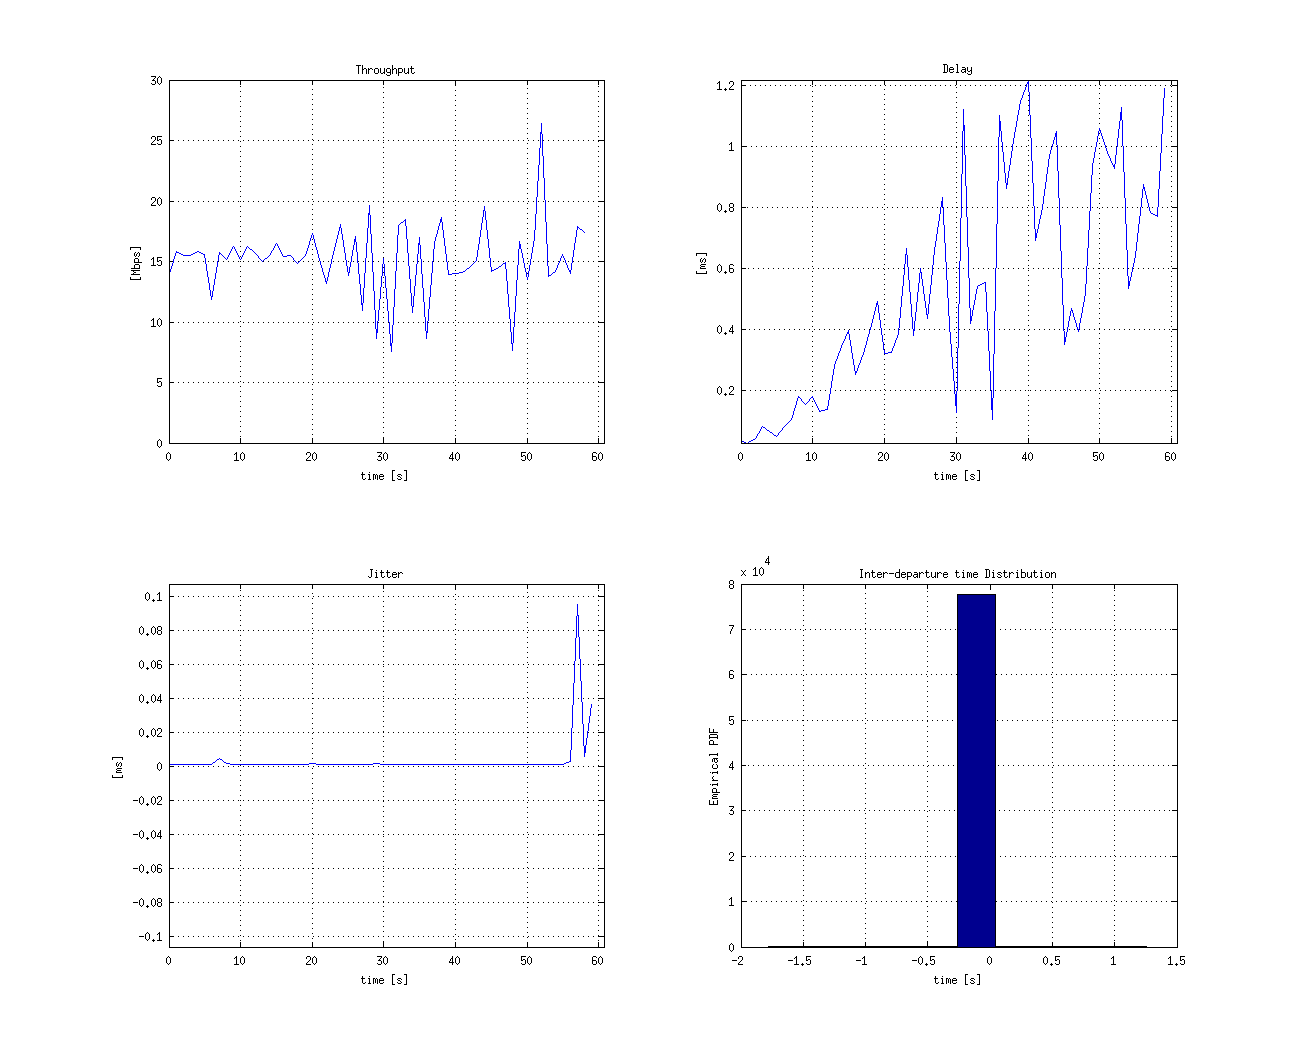 Throughput
30
25
20
15
10
5
0
[Mbps]
0 10 20 30 40 50 60
time [s]
Delay
1.2
1
0.8
0.6
0.4
0.2
[ms]
0 10 20 30 40 50 60
time [s]
Jitter
0.1
0.08
0.06
0.04
0.02
0
-0.02
-0.04
-0.06
-0.08
-0.1
[ms]
0 10 20 30 40 50 60
time [s]
x 10^4
Inter-departure time Distribution
8
7
6
5
4
3
2
1
0
Empirical PDF
-2 -1.5 -1 -0.5 0 0.5 1 1.5
time [s]